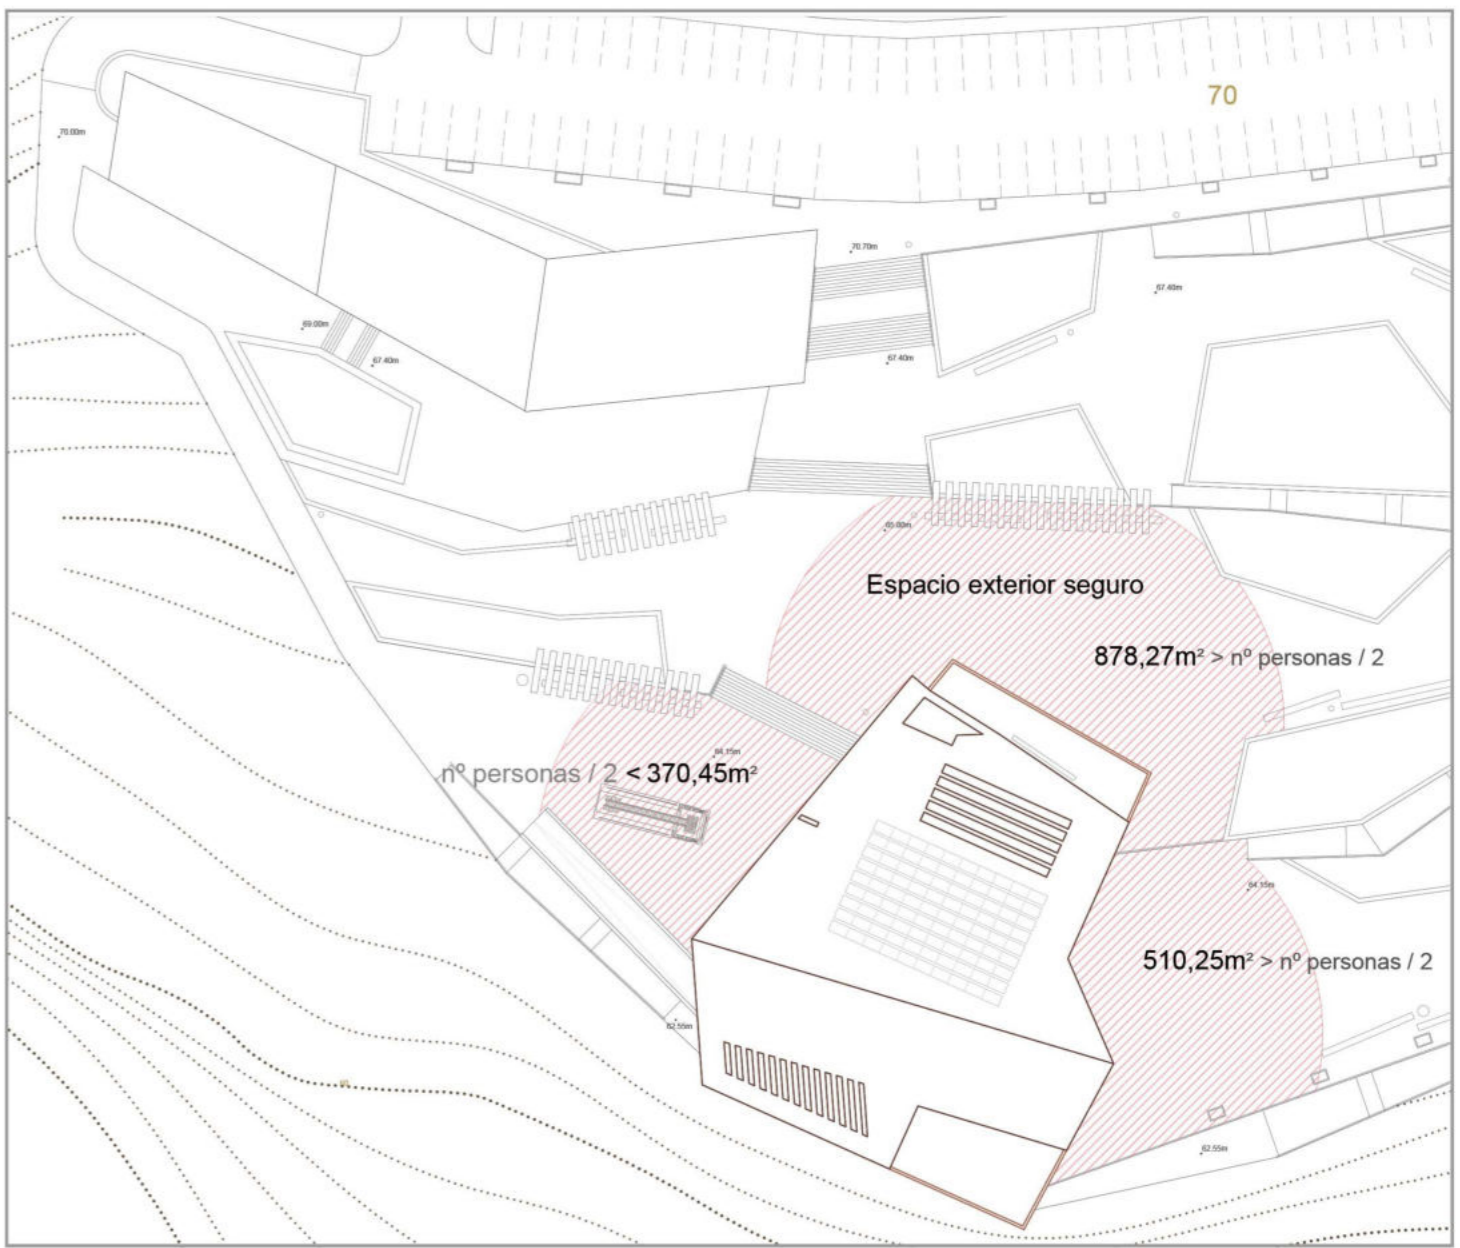 70
70.00m
70.70m
67.40m
69.00m
67.40m
67.40m
65.00m
Espacio exterior seguro
878,27m² > nº personas / 2
64.15m
nº personas / 2 < 370,45m²
64.15m
510,25m² > nº personas / 2
62.55m
62.55m